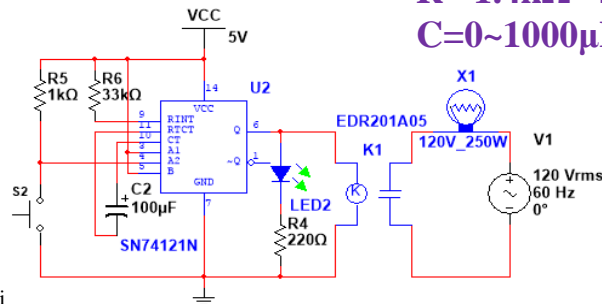 C=0~1000μ
VCC
5V
R5
1kΩ
R6
33kΩ
14
VCC
U2
9
11
10
3
4
5
RINT
RTCT
CT
A1
A2
B
Q
~Q
6
1
GND
7
SN74121N
S2
C2
100μF
LED2
R4
220Ω
EDR201A05
K1
K
X1
120V_250W
V1
120 Vrms
60 Hz
0°
i